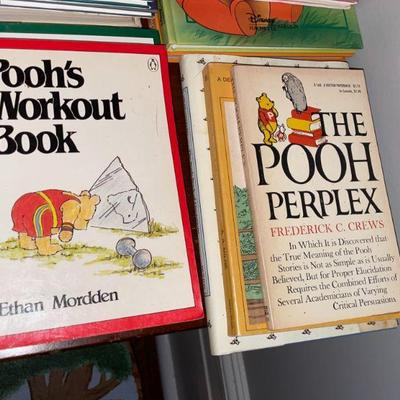 Disney
Pooh's
Workout
Book
Ethan Mordden
THE
POOH
PERPLEX
FREDERICK C. CREWS
In Which It is Discovered that
the True Meaning of the Pooh
Stories is Not as Simple as is Usually
Believed, But for Proper Elucidation
Requires the Combined Efforts of
Several Academicians of Varying
Critical Persuasions